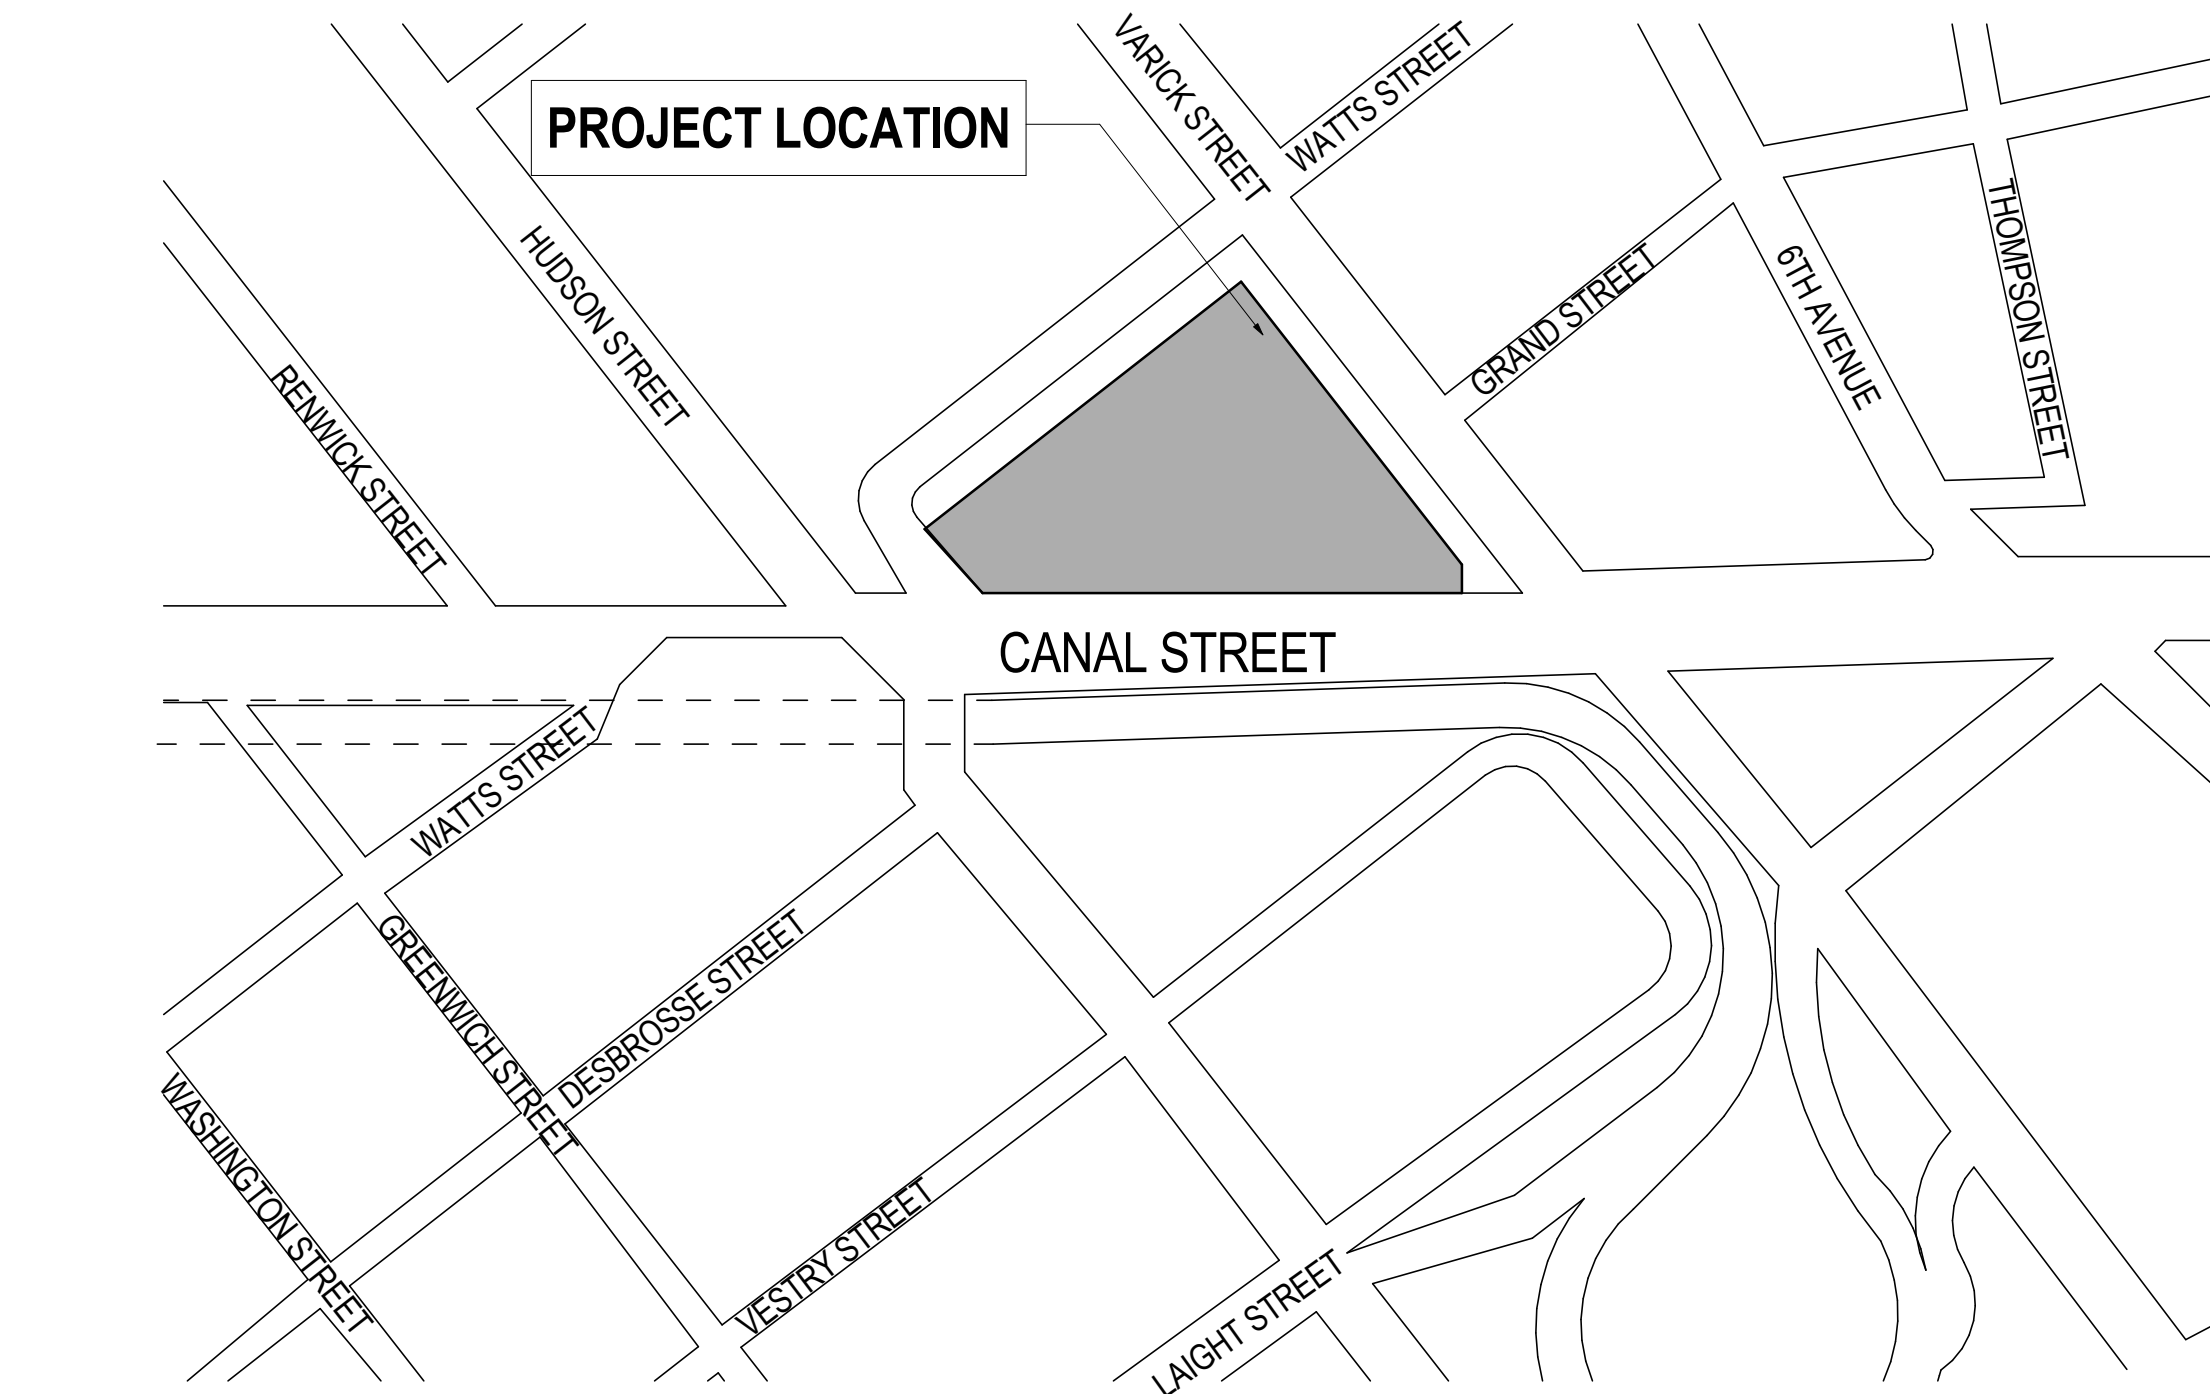 VARICK STREET
WATTS STREET
PROJECT LOCATION
THOMPSON STREET
HUDSON STREET
6TH AVENUE
GRAND STREET
RENWICK STREET
CANAL STREET
WATTS STREET
GREENWICH STREET
DESBROSSE STREET
WASHINGTON STREET
VESTRY STREET
LAIGHT STREET